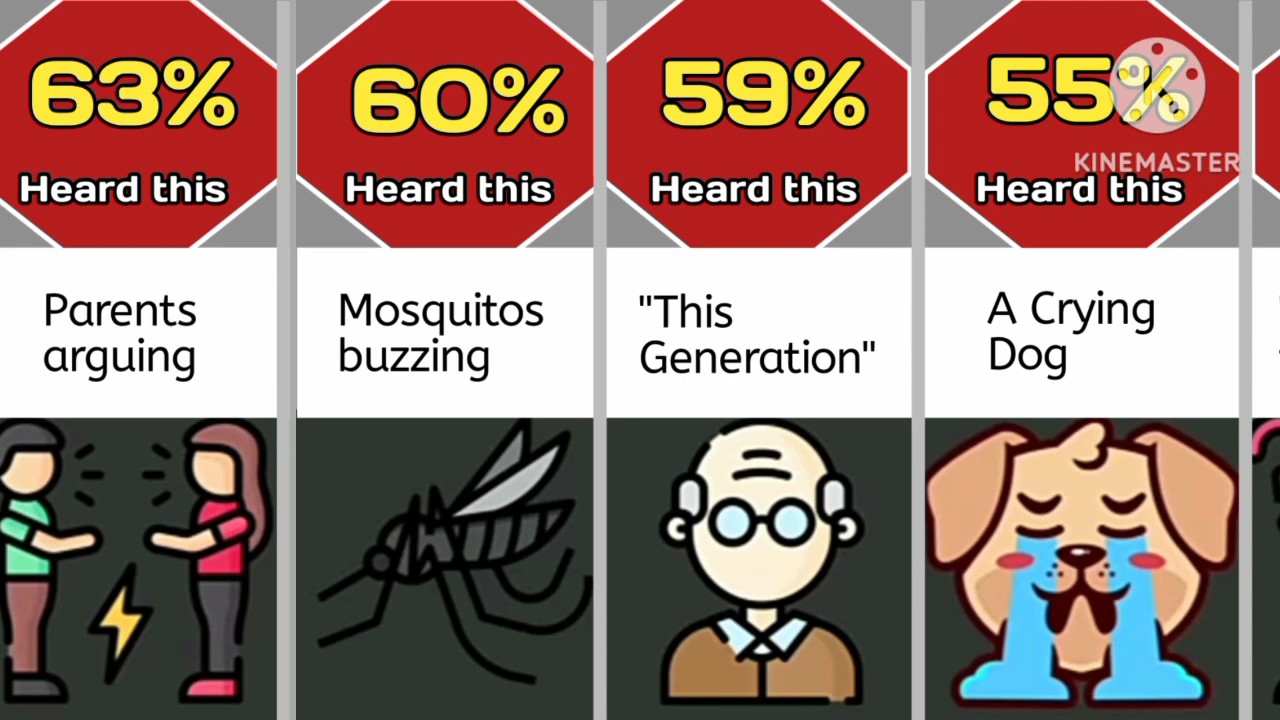 63%
Heard this
Parents
arguing
60%
Heard this
Mosquitos
buzzing
59%
Heard this
"This
Generation"
55%
Heard this
A Crying
Dog
KINEMASTER